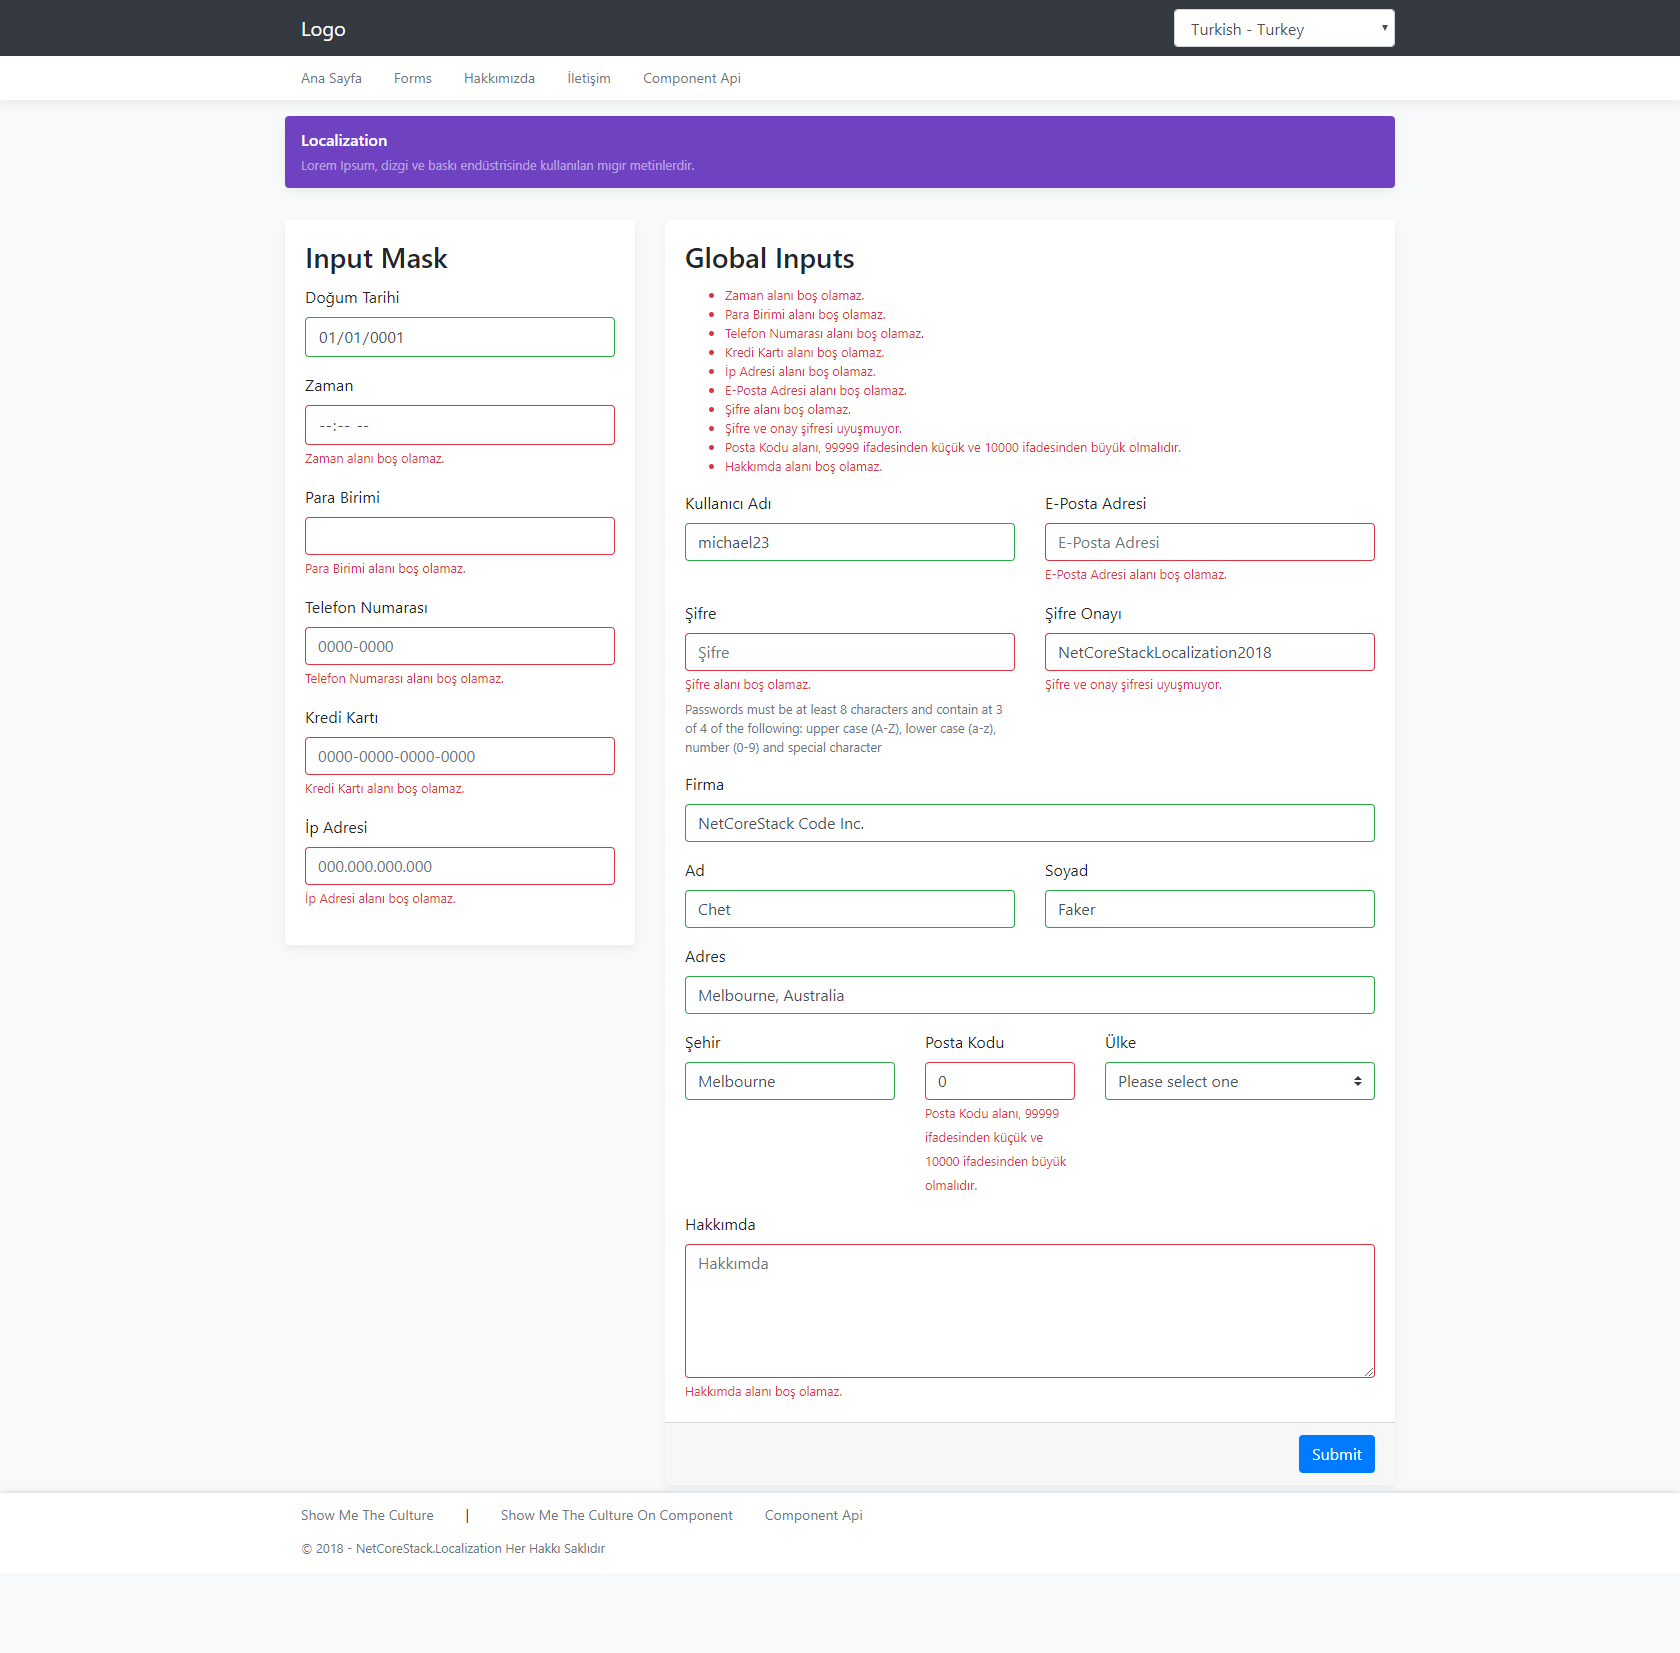 Logo
Turkish - Turkey
Ana Sayfa
Forms
Hakkımızda
İletişim
Component Api
Localization
Lorem Ipsum, dizgi ve baskı endüstrisinde kullanılan mıgır metinlerdir.
Input Mask
Doğum Tarihi
01/01/0001
Zaman
--:-- --
Zaman alanı boş olamaz.
Para Birimi
Para Birimi alanı boş olamaz.
Telefon Numarası
0000-0000
Telefon Numarası alanı boş olamaz.
Kredi Kartı
0000-0000-0000-0000
Kredi Kartı alanı boş olamaz.
İp Adresi
000.000.000.000
İp Adresi alanı boş olamaz.
Global Inputs
Zaman alanı boş olamaz.
Para Birimi alanı boş olamaz.
Telefon Numarası alanı boş olamaz.
Kredi Kartı alanı boş olamaz.
İp Adresi alanı boş olamaz.
E-Posta Adresi alanı boş olamaz.
Şifre alanı boş olamaz.
Şifre ve onay şifresi uyuşmuyor.
Posta Kodu alanı, 99999 ifadesinden küçük ve 10000 ifadesinden büyük olmalıdır.
Hakkımda alanı boş olamaz.
Kullanıcı Adı
michael23
E-Posta Adresi
E-Posta Adresi
E-Posta Adresi alanı boş olamaz.
Şifre
Şifre
Şifre alanı boş olamaz.
Passwords must be at least 8 characters and contain at 3
of 4 of the following: upper case (A-Z), lower case (a-z),
number (0-9) and special character
Şifre Onayı
NetCoreStackLocalization2018
Şifre ve onay şifresi uyuşmuyor.
Firma
NetCoreStack Code Inc.
Ad
Chet
Soyad
Faker
Adres
Melbourne, Australia
Şehir
Melbourne
Posta Kodu
0
Posta Kodu alanı, 99999
ifadesinden küçük ve
10000 ifadesinden büyük
olmalıdır.
Ülke
Please select one
Hakkımda
Hakkımda
Hakkımda alanı boş olamaz.
Submit
Show Me The Culture | Show Me The Culture On Component Component Api
© 2018 - NetCoreStack.Localization Her Hakkı Saklıdır